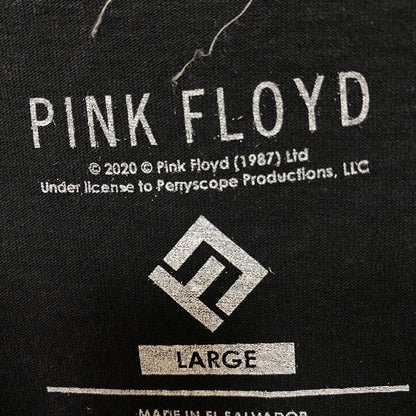 PINK FLOYD
© 2020 © Pink Floyd (1987) Ltd
Under license to Perryscope Productions, LLC
LARGE
MADE IN EL SALVADOR